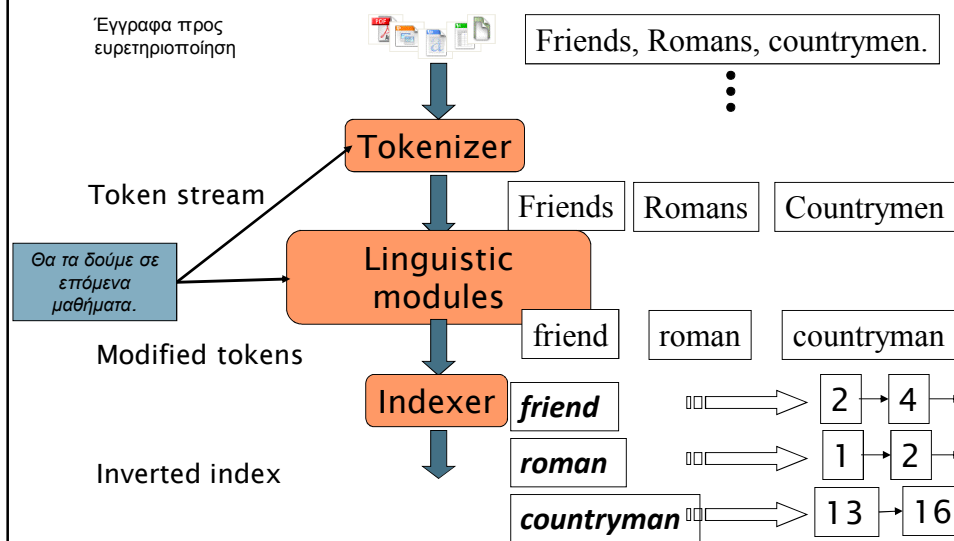 Έγγραφα προς
ευρετηριοποίηση
PDF
Friends, Romans, countrymen.
Tokenizer
Token stream
Friends
Romans
Countrymen
Θα τα δούμε σε
επόμενα
μαθήματα.
Linguistic
modules
friend
roman
countryman
Modified tokens
Indexer
friend
2
4
roman
1
2
Inverted index
countryman
13
16